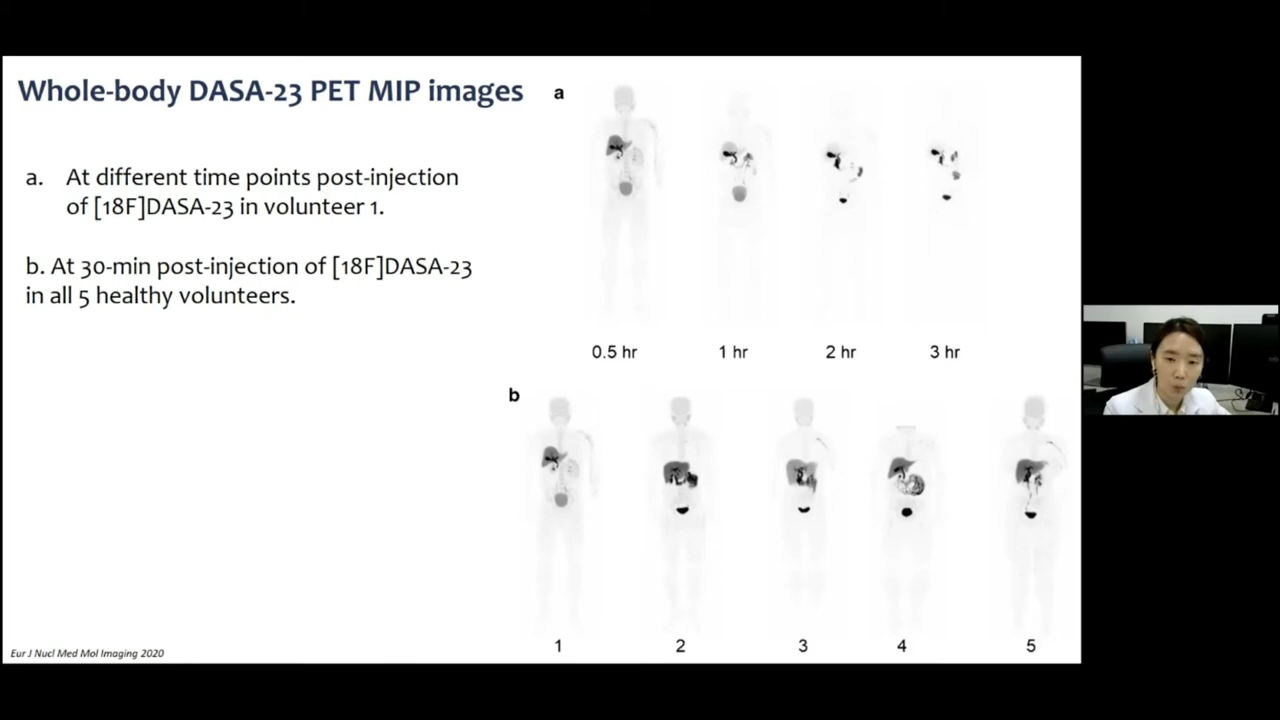 Whole-body DASA-23 PET MIP images
a
a. At different time points post-injection
of [18F]DASA-23 in volunteer 1.
b. At 30-min post-injection of [18F]DASA-23
in all 5 healthy volunteers.
0.5 hr 1 hr 2 hr 3 hr
b
1 2 3 4 5
Eur J Nucl Med Mol Imaging 2020